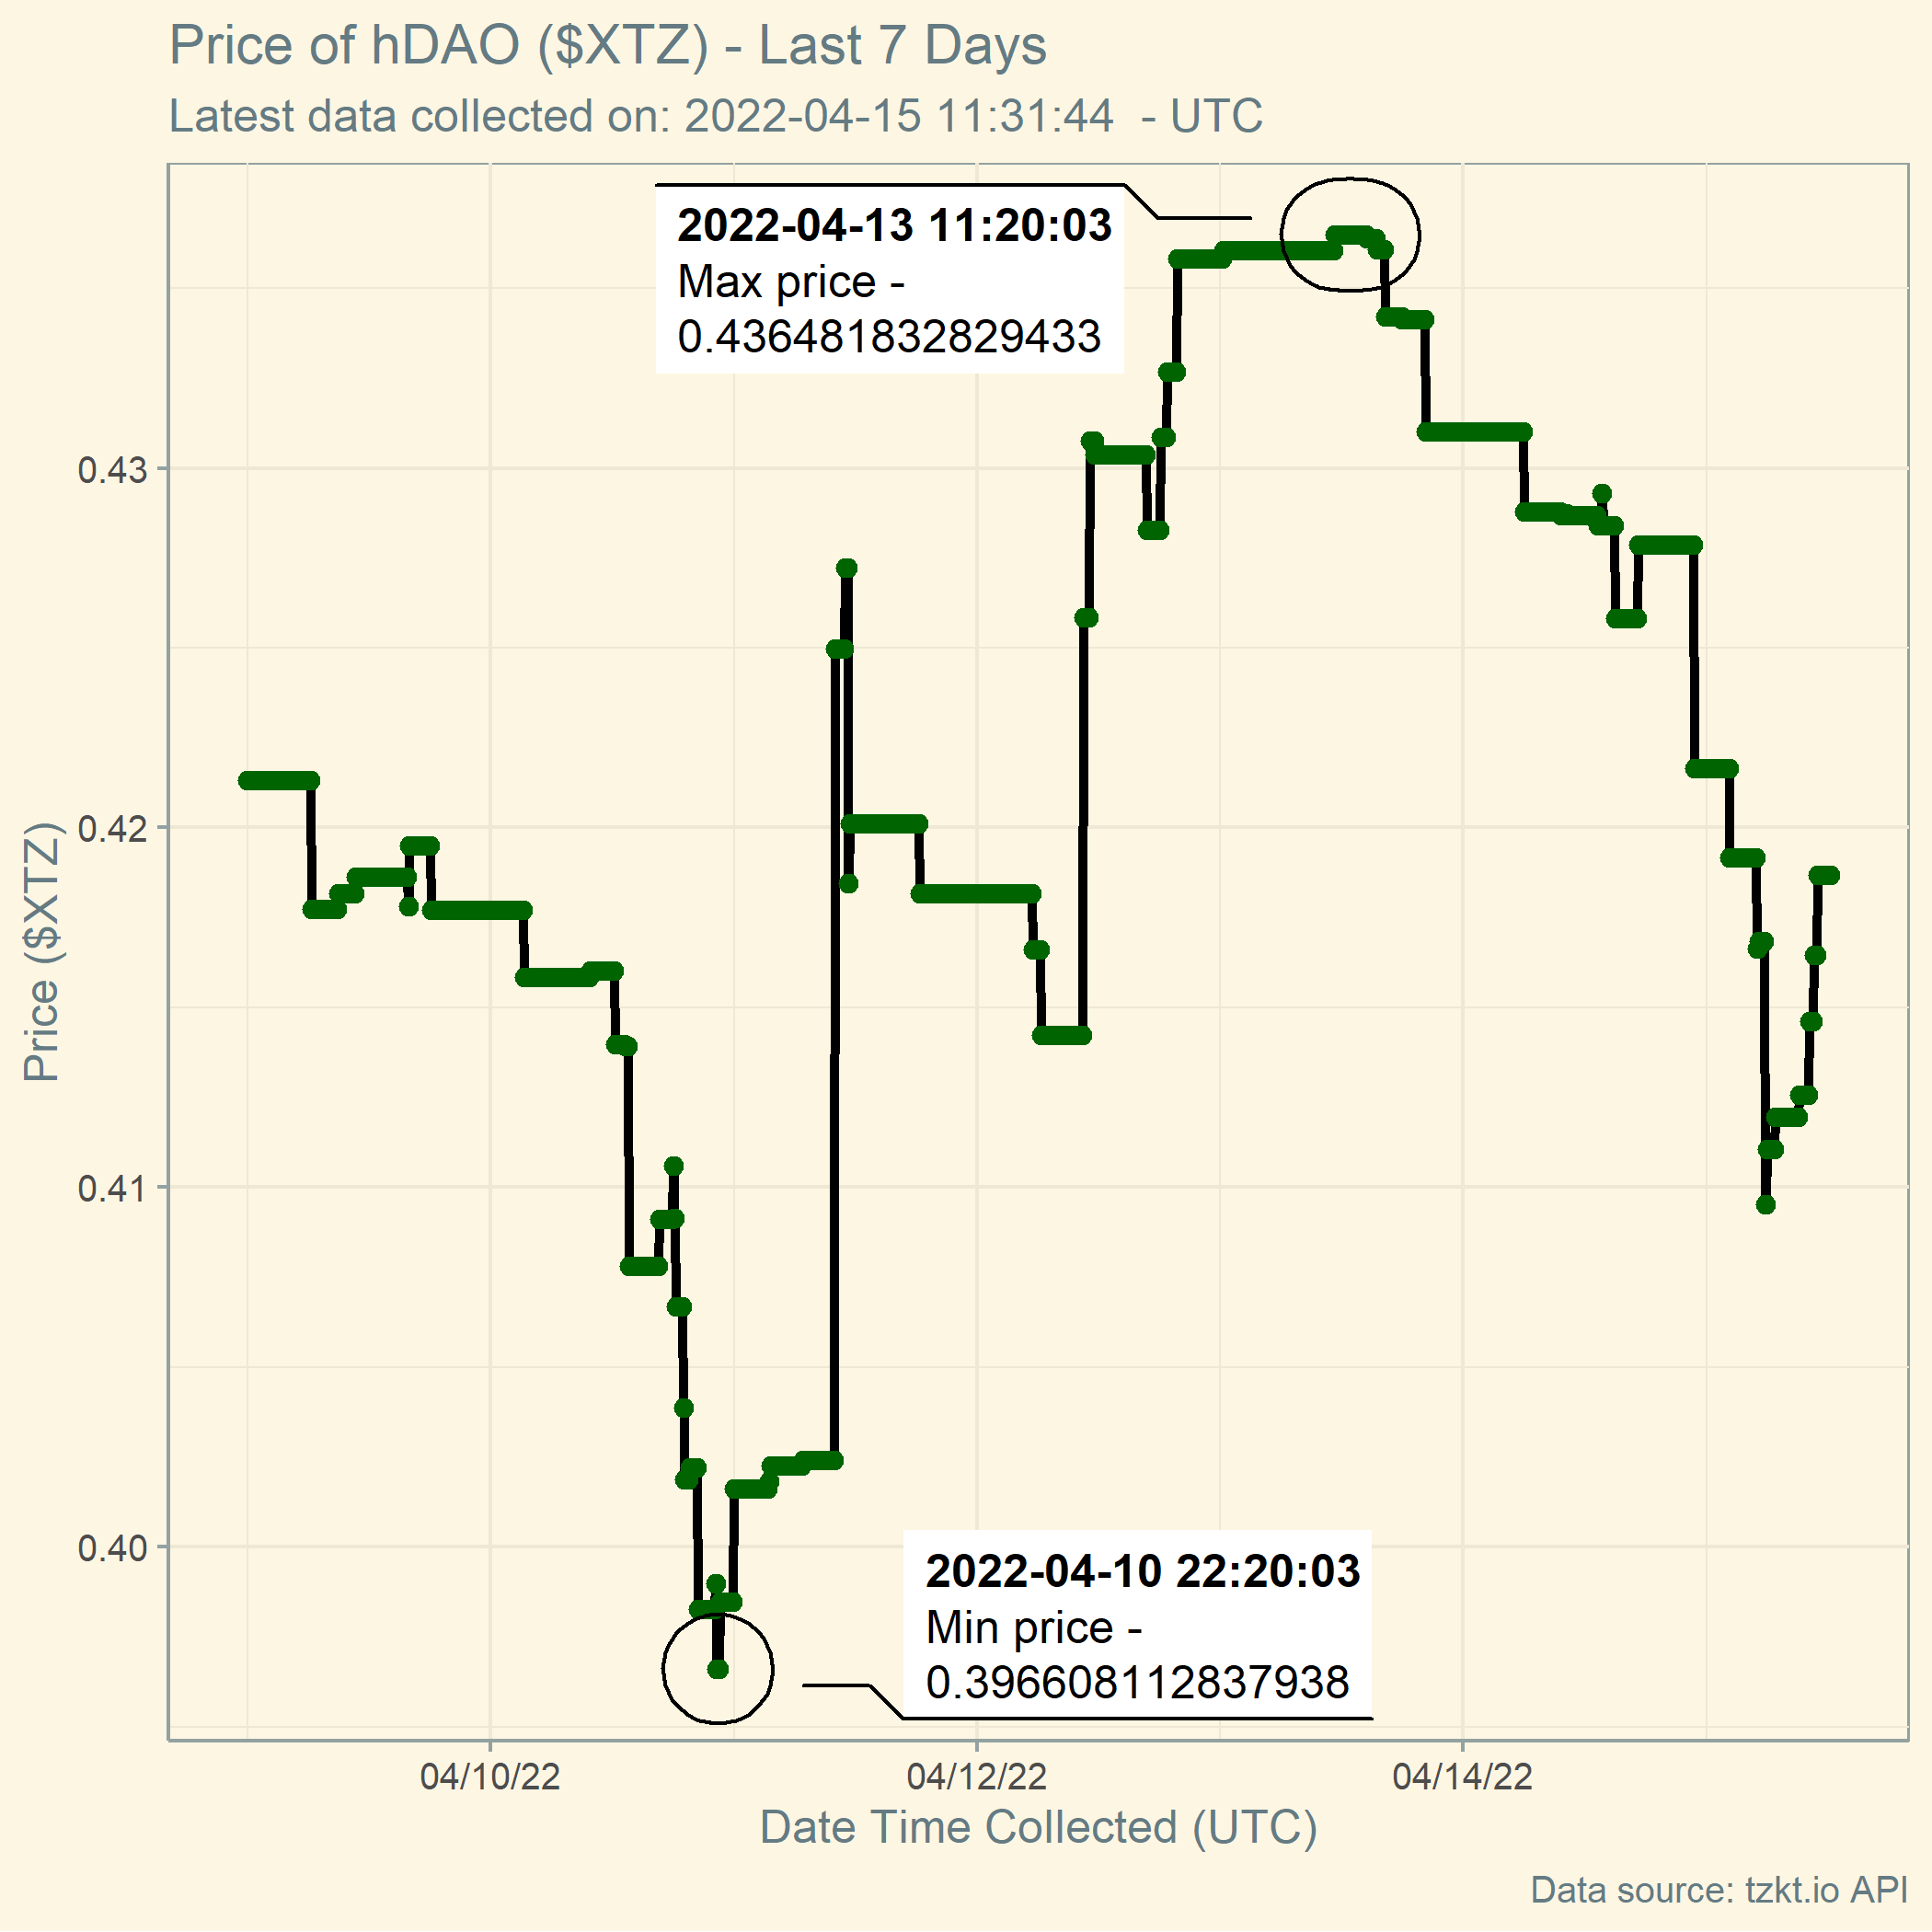 Price of hDAO ($XTZ) - Last 7 Days
Latest data collected on: 2022-04-15 11:31:44  - UTC
2022-04-13 11:20:03
Max price -
0.436481832829433
0.43
0.42
0.41
0.40
Price ($XTZ)
2022-04-10 22:20:03
Min price -
0.396608112837938
04/10/22
04/12/22
04/14/22
Date Time Collected (UTC)
Data source: tzkt.io API